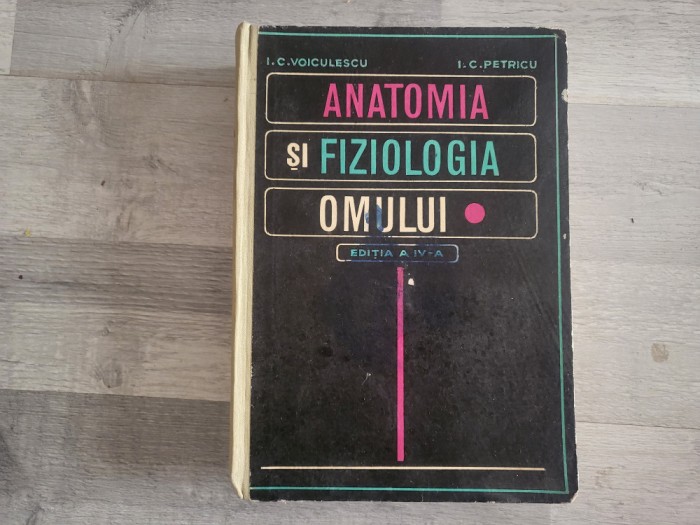 I.C.VOICULESCU I.C.PETRICU
ANATOMIA
ȘI FIZIOLOGIA
OMULUI
EDIȚIA A IV-A